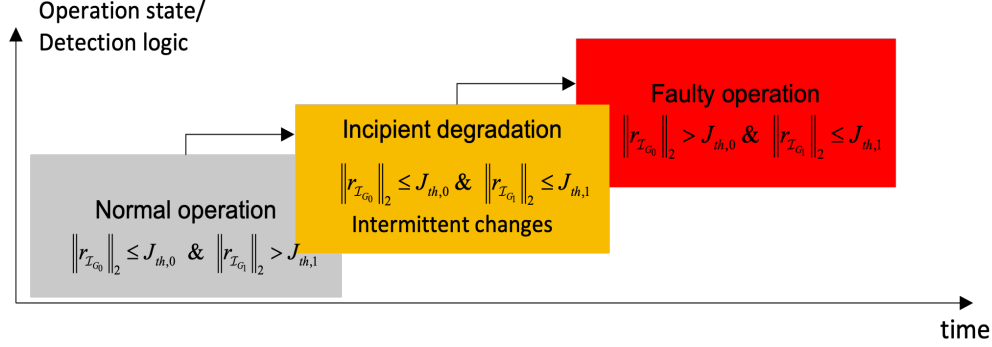 Operation state/
Detection logic
Faulty operation
‖r_{ℐ_{G_0}}‖_2 > J_{th,0} & ‖r_{ℐ_{G_1}}‖_2 ≤ J_{th,1}
Incipient degradation
‖r_{ℐ_{G_0}}‖_2 ≤ J_{th,0} & ‖r_{ℐ_{G_1}}‖_2 ≤ J_{th,1}
Intermittent changes
Normal operation
‖r_{ℐ_{G_0}}‖_2 ≤ J_{th,0} & ‖r_{ℐ_{G_1}}‖_2 > J_{th,1}
time